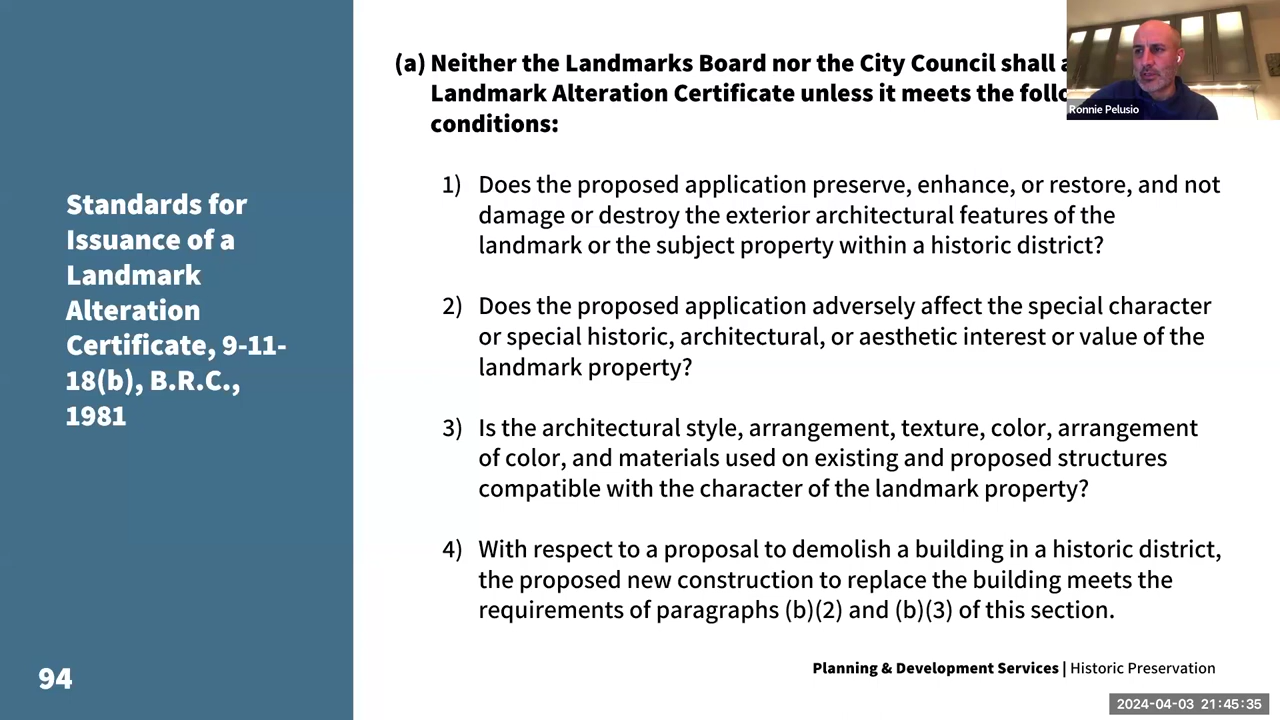 Standards for
Issuance of a
Landmark
Alteration
Certificate, 9-11-
18(b), B.R.C.,
1981
94
(a) Neither the Landmarks Board nor the City Council shall
Landmark Alteration Certificate unless it meets the
conditions:
1) Does the proposed application preserve, enhance, or restore, and not
damage or destroy the exterior architectural features of the
landmark or the subject property within a historic district?
2) Does the proposed application adversely affect the special character
or special historic, architectural, or aesthetic interest or value of the
landmark property?
3) Is the architectural style, arrangement, texture, color, arrangement
of color, and materials used on existing and proposed structures
compatible with the character of the landmark property?
4) With respect to a proposal to demolish a building in a historic district,
the proposed new construction to replace the building meets the
requirements of paragraphs (b)(2) and (b)(3) of this section.
Planning & Development Services | Historic Preservation
Ronnie Pelusio
2024-04-03 21:45:35